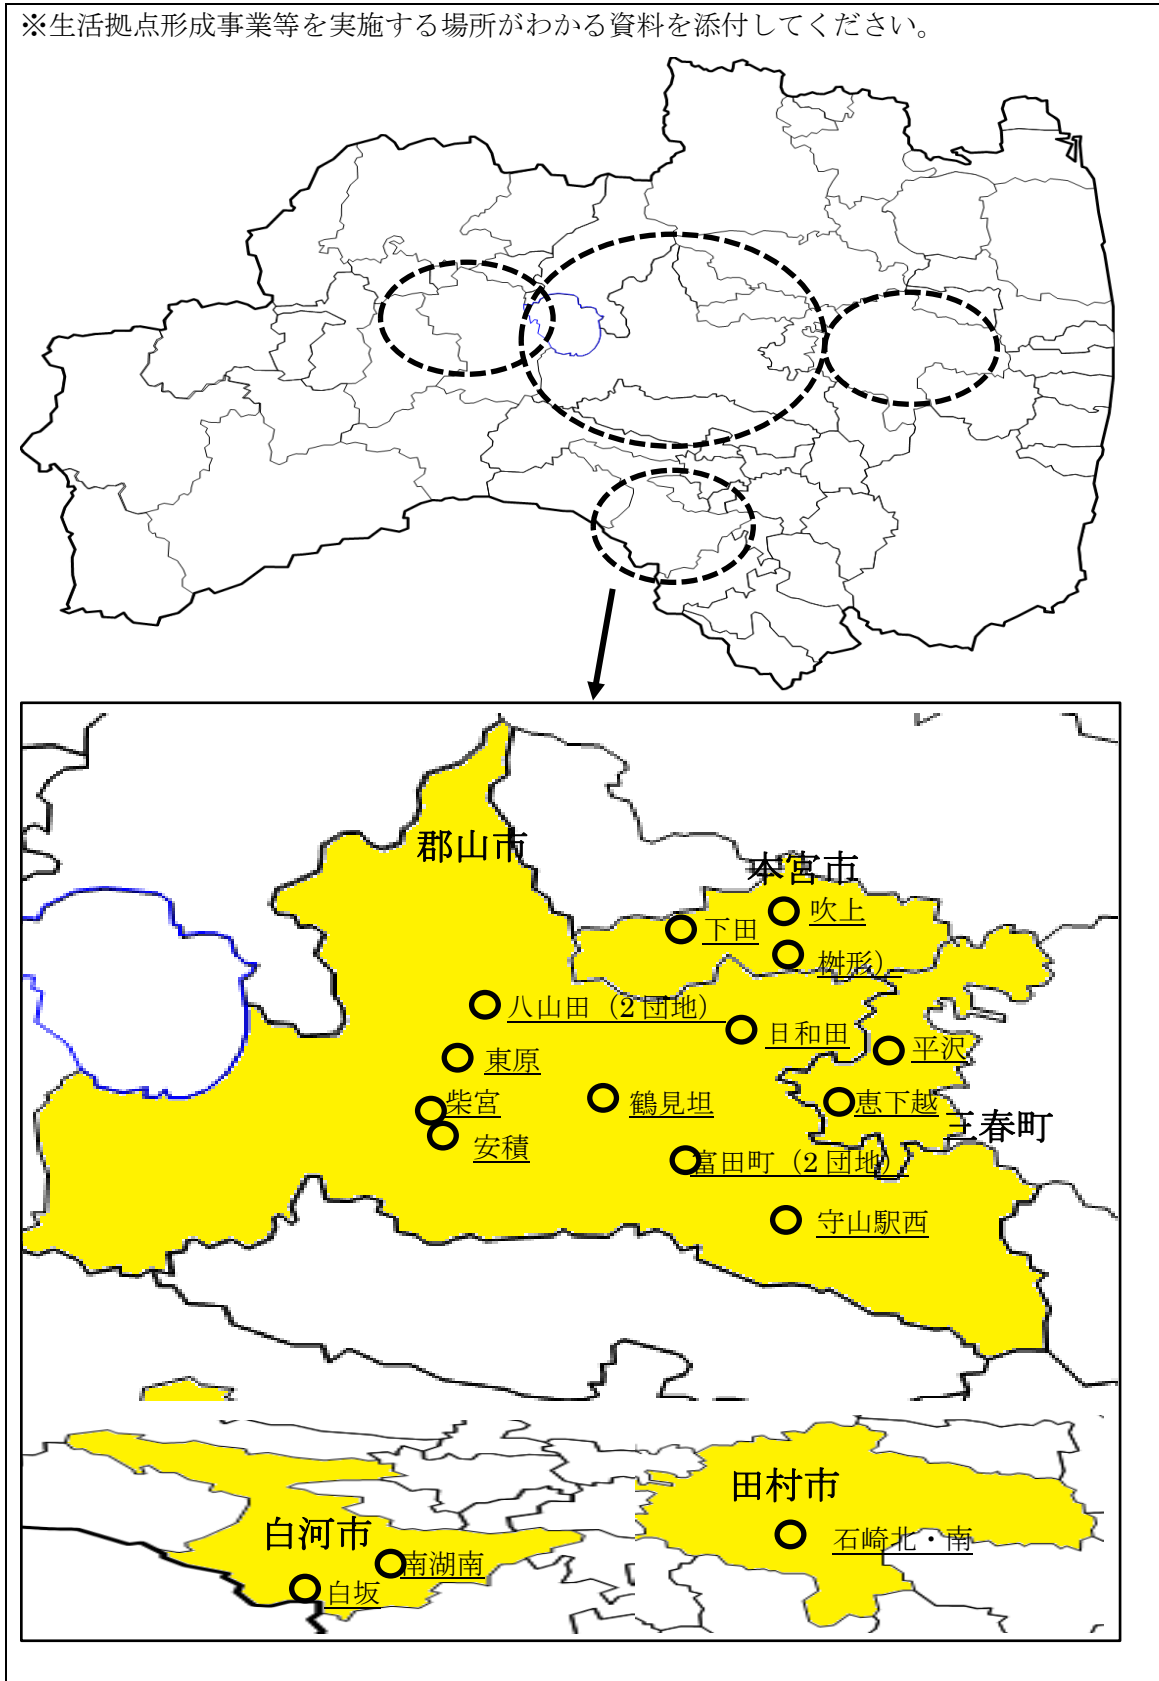 ※生活拠点形成事業等を実施する場所がわかる資料を添付してください。
郡山市
本宮市
吹上
下田
桝形）
八山田（2 団地）
日和田
平沢
東原
柴宮
鶴見坦
恵下越
三春町
安積
富田町（2 団地）
守山駅西
田村市
白河市
石崎北・南
南湖南
白坂